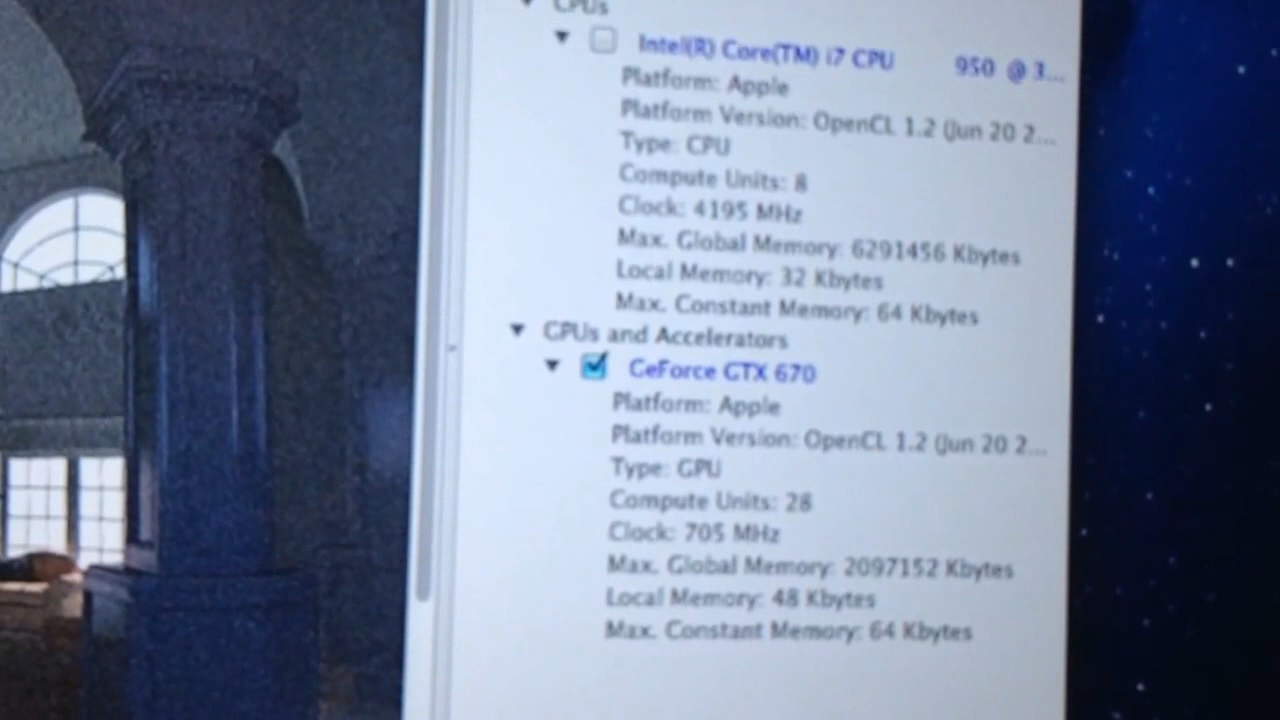 CPUs
Intel(R) Core(TM) i7 CPU 950 @ 3...
Platform: Apple
Platform Version: OpenCL 1.2 (Jun 20 2...
Type: CPU
Compute Units: 8
Clock: 4195 MHz
Max. Global Memory: 6291456 Kbytes
Local Memory: 32 Kbytes
Max. Constant Memory: 64 Kbytes
GPUs and Accelerators
GeForce GTX 670
Platform: Apple
Platform Version: OpenCL 1.2 (Jun 20 2...
Type: GPU
Compute Units: 28
Clock: 705 MHz
Max. Global Memory: 2097152 Kbytes
Local Memory: 48 Kbytes
Max. Constant Memory: 64 Kbytes